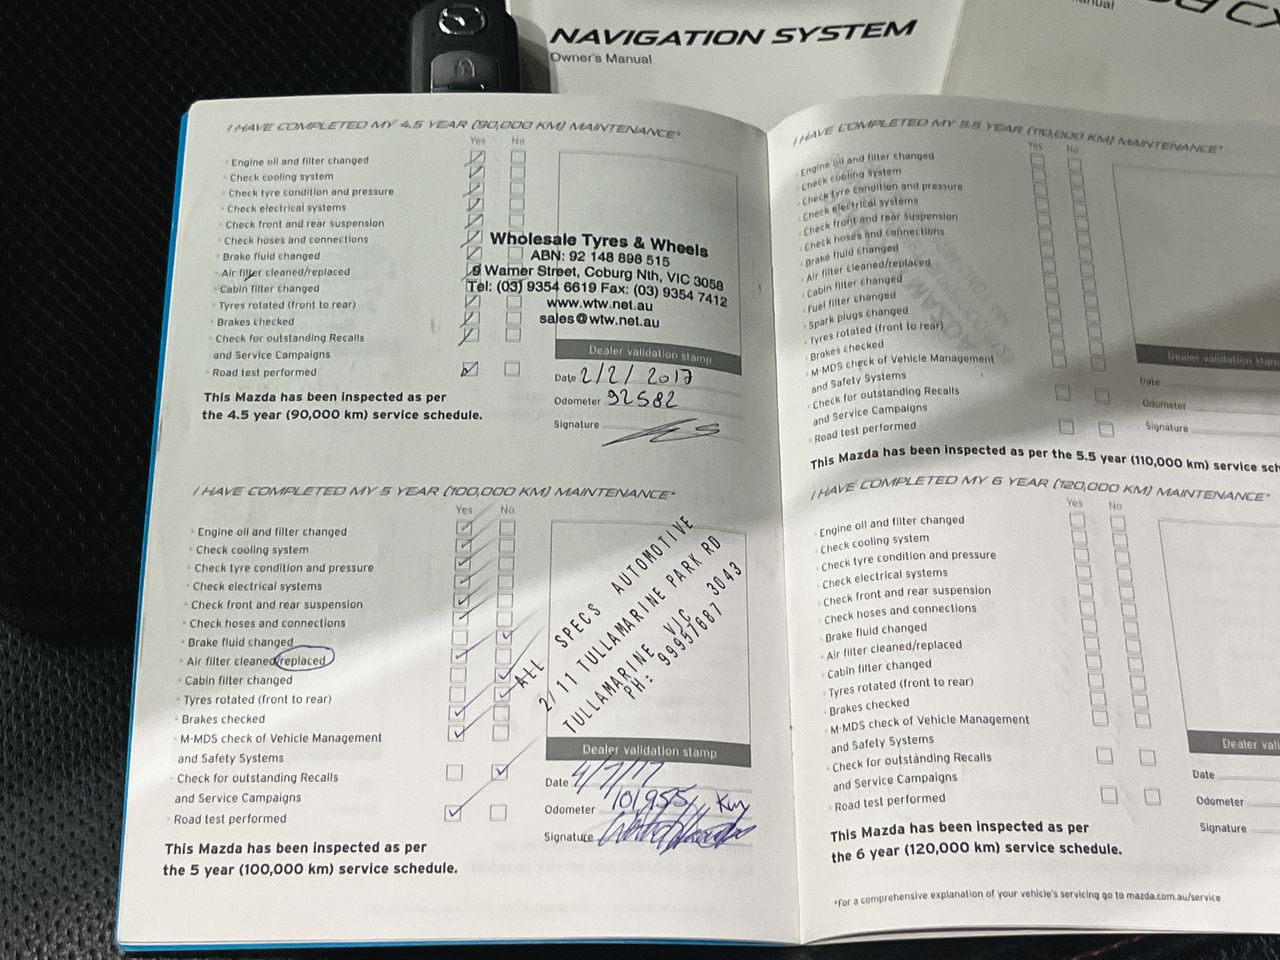 NAVIGATION SYSTEM
Owner's Manual
I HAVE COMPLETED MY 4.5 YEAR (90,000 KM) MAINTENANCE*
Yes No
Engine oil and filter changed
Check cooling system
Check tyre condition and pressure
Check electrical systems
Check front and rear suspension
Check hoses and connections
Brake fluid changed
Air filter cleaned/replaced
Cabin filter changed
Tyres rotated (front to rear)
Brakes checked
Check for outstanding Recalls
and Service Campaigns
Road test performed
This Mazda has been inspected as per
the 4.5 year (90,000 km) service schedule.
Wholesale Tyres & Wheels
ABN: 92 148 898 515
9 Warner Street, Coburg Nth, VIC 3058
Tel: (03) 9354 6619 Fax: (03) 9354 7412
www.wtw.net.au
sales@wtw.net.au
Dealer validation stamp
Date 2/2/2017
Odometer 92582
Signature
I HAVE COMPLETED MY 5 YEAR (100,000 KM) MAINTENANCE*
Yes No
Engine oil and filter changed
Check cooling system
Check tyre condition and pressure
Check electrical systems
Check front and rear suspension
Check hoses and connections
Brake fluid changed
Air filter cleaned/replaced
Cabin filter changed
Tyres rotated (front to rear)
Brakes checked
M-MDS check of Vehicle Management
and Safety Systems
Check for outstanding Recalls
and Service Campaigns
Road test performed
This Mazda has been inspected as per
the 5 year (100,000 km) service schedule.
ALL SPECS AUTOMOTIVE
2/11 TULLAMARINE PARK RD
TULLAMARINE VIC 3043
PH: 99957687
Dealer validation stamp
Date 4/7/17
Odometer 101955 Km
Signature
I HAVE COMPLETED MY 5.5 YEAR (110,000 KM) MAINTENANCE*
Yes No
Engine oil and filter changed
Check cooling system
Check tyre condition and pressure
Check electrical systems
Check front and rear suspension
Check hoses and connections
Brake fluid changed
Air filter cleaned/replaced
Cabin filter changed
Fuel filter changed
Spark plugs changed
Tyres rotated (front to rear)
Brakes checked
M-MDS check of Vehicle Management
and Safety Systems
Check for outstanding Recalls
and Service Campaigns
Road test performed
This Mazda has been inspected as per the 5.5 year (110,000 km) service sch
Dealer validation stam
Date
Odometer
Signature
I HAVE COMPLETED MY 6 YEAR (120,000 KM) MAINTENANCE*
Yes No
Engine oil and filter changed
Check cooling system
Check tyre condition and pressure
Check electrical systems
Check front and rear suspension
Check hoses and connections
Brake fluid changed
Air filter cleaned/replaced
Cabin filter changed
Tyres rotated (front to rear)
Brakes checked
M-MDS check of Vehicle Management
and Safety Systems
Check for outstanding Recalls
and Service Campaigns
Road test performed
This Mazda has been inspected as per
the 6 year (120,000 km) service schedule.
Dealer vali
Date
Odometer
Signature
*For a comprehensive explanation of your vehicle's servicing go to mazda.com.au/service